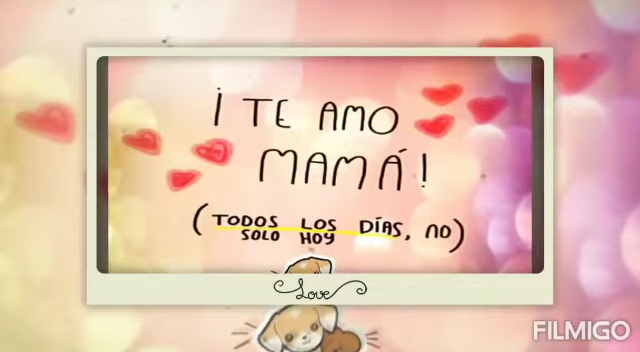 ¡ TE AMO
MAMÁ!
(TODOS LOS DÍAS, NO)
SOLO HOY
Love
FILMIGO